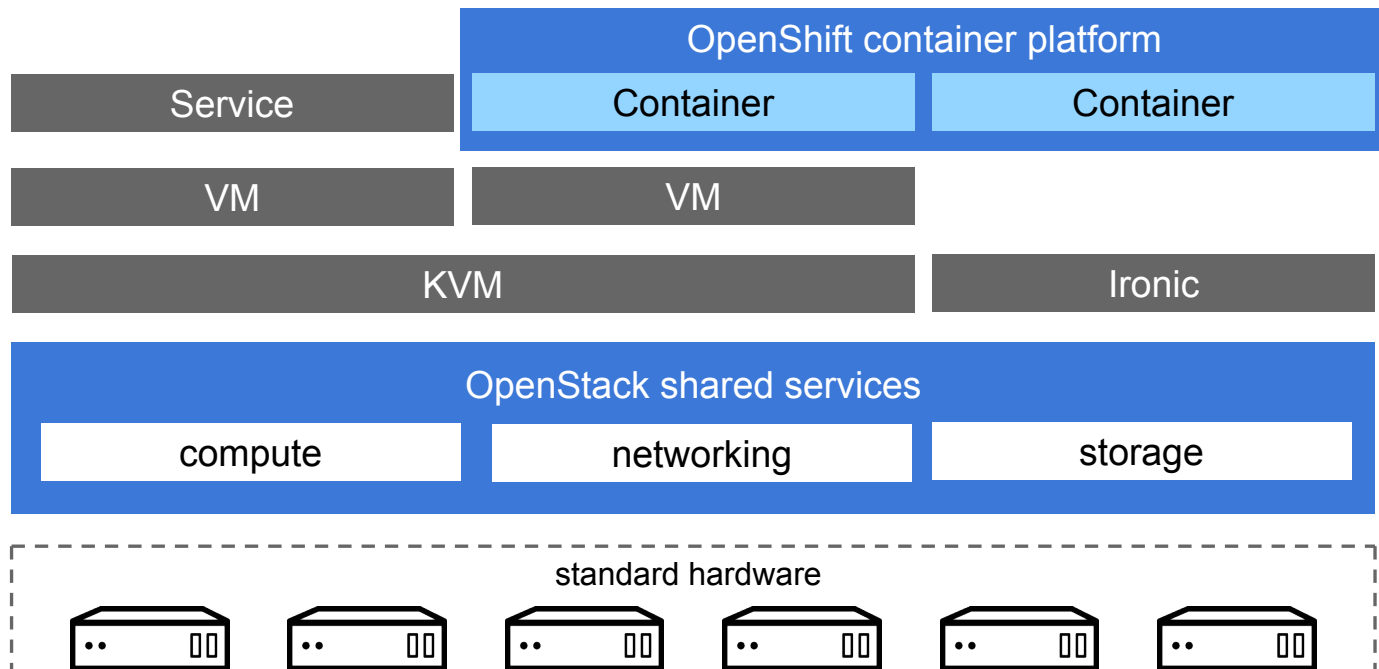 OpenShift container platform
Service
Container
Container
VM
VM
KVM
Ironic
OpenStack shared services
compute
networking
storage
standard hardware